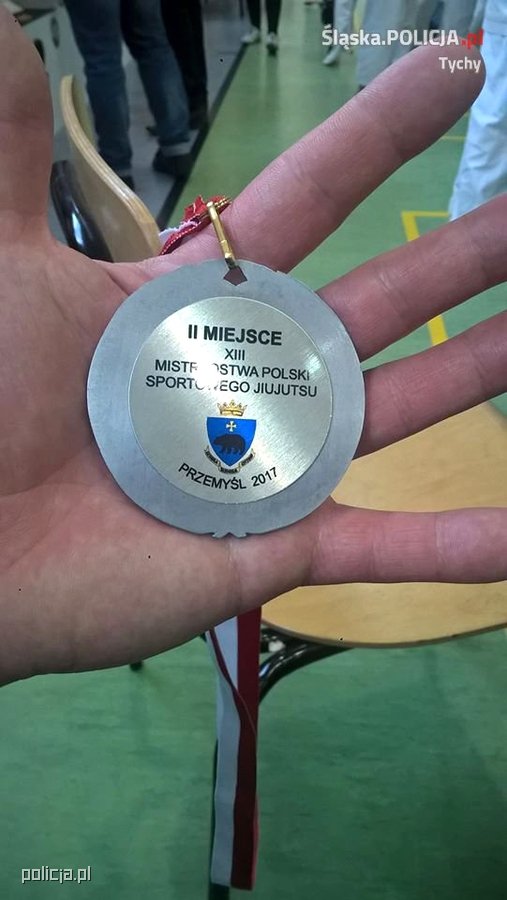 Śląska.POLICJA.pl
Tychy
II MIEJSCE
XIII
MISTRZOSTWA POLSKI
SPORTOWEGO JIUJUTSU
PRZEMYŚL 2017
policja.pl